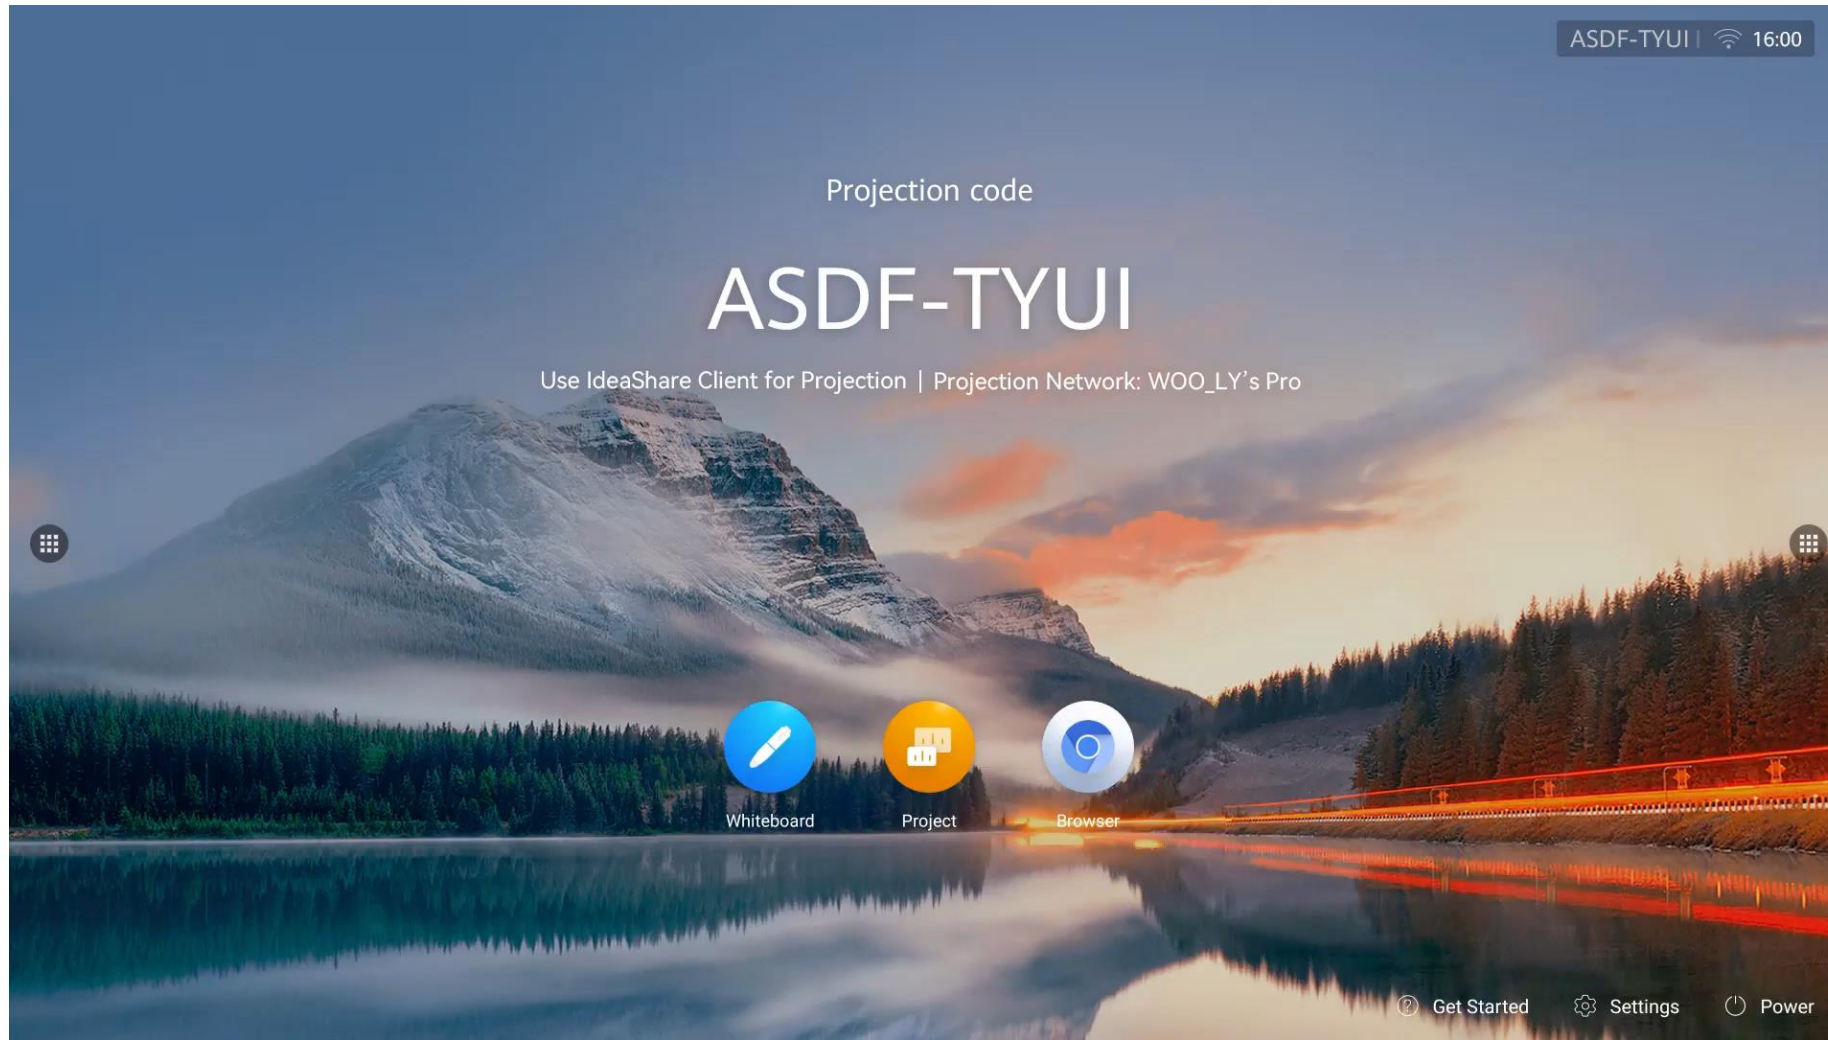 ASDF-TYUI | 16:00
Projection code
ASDF-TYUI
Use IdeaShare Client for Projection | Projection Network: WOO_LY's Pro
Whiteboard Project Browser
Get Started Settings Power